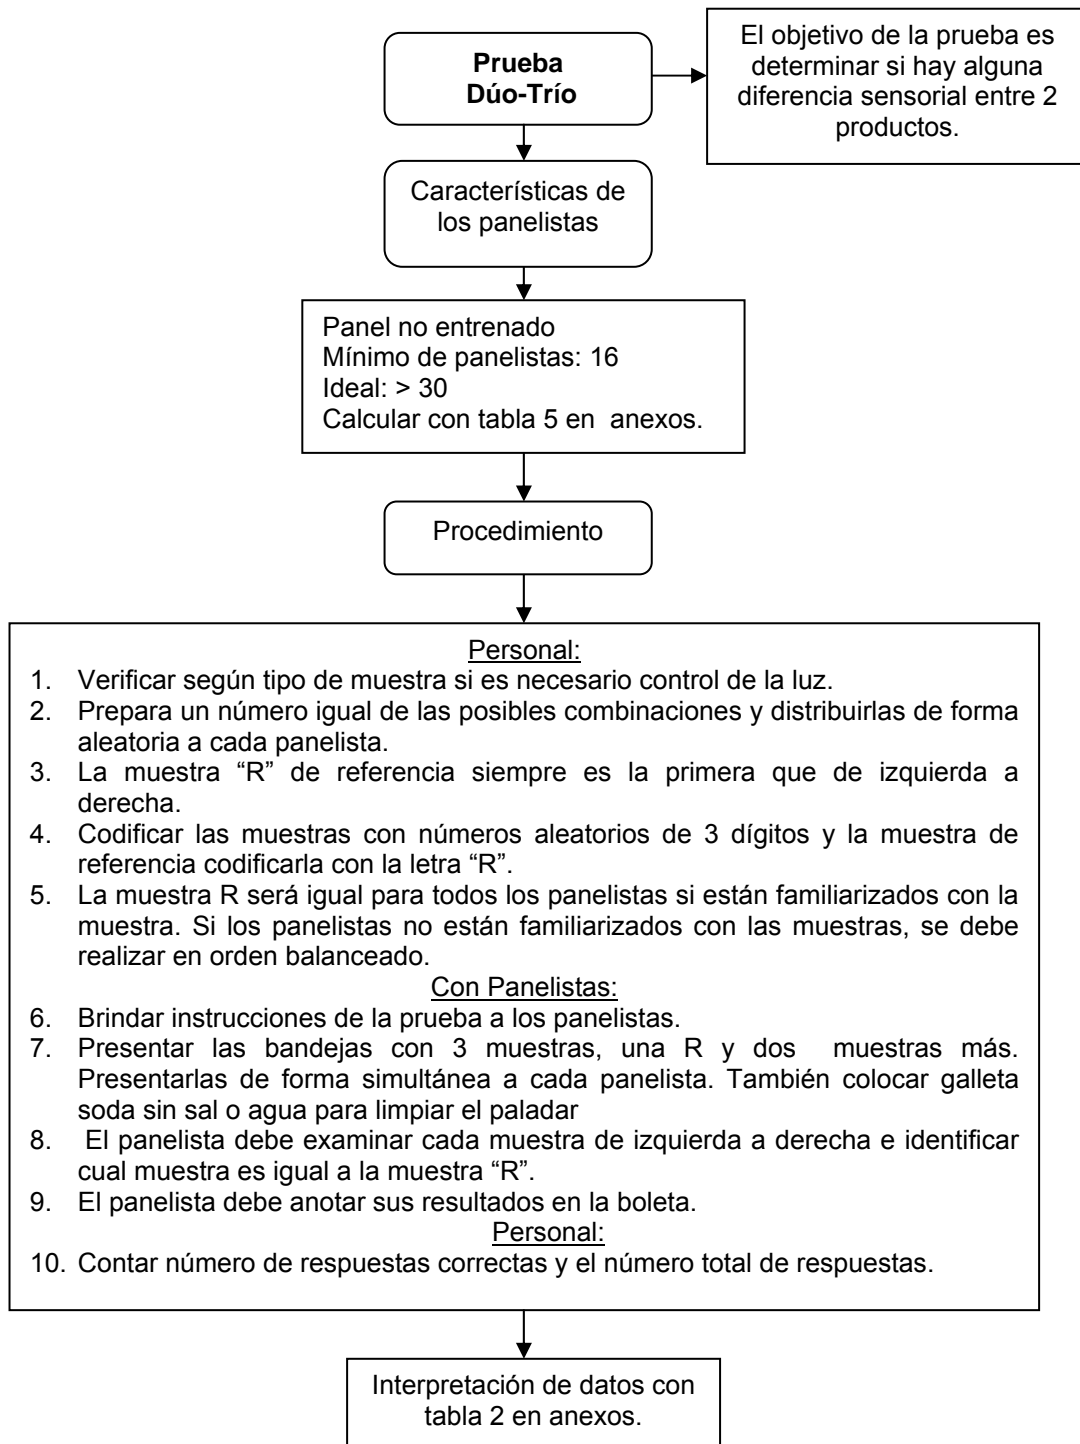 Prueba
Dúo-Trío
El objetivo de la prueba es
determinar si hay alguna
diferencia sensorial entre 2
productos.
Característicás de
los panelistas
Panel no entrenado
Mínimo de panelistas: 16
Ideal: > 30
Calcular con tabla 5 en anexos.
Procedimiento
Personal:
1. Verificar según tipo de muestra si es necesario control de la luz.
2. Prepara un número igual de las posibles combinaciones y distribuirlas de forma
aleatoria a cada panelista.
3. La muestra “R” de referencia siempre es la primera que de izquierda a
derecha.
4. Codificar las muestras con números aleatorios de 3 dígitos y la muestra de
referencia codificarla con la letra “R”.
5. La muestra R será igual para todos los panelistas si están familiarizados con la
muestra. Si los panelistas no están familiarizados con las muestras, se debe
realizar en orden balanceado.
Con Panelistas:
6. Brindar instrucciones de la prueba a los panelistas.
7. Presentar las bandejas con 3 muestras, una R y dos muestras más.
Presentarlas de forma simultánea a cada panelista. También colocar galleta
soda sin sal o agua para limpiar el paladar
8. El panelista debe examinar cada muestra de izquierda a derecha e identificar
cual muestra es igual a la muestra “R”.
9. El panelista debe anotar sus resultados en la boleta.
Personal:
10. Contar número de respuestas correctas y el número total de respuestas.
Interpretación de datos con
tabla 2 en anexos.